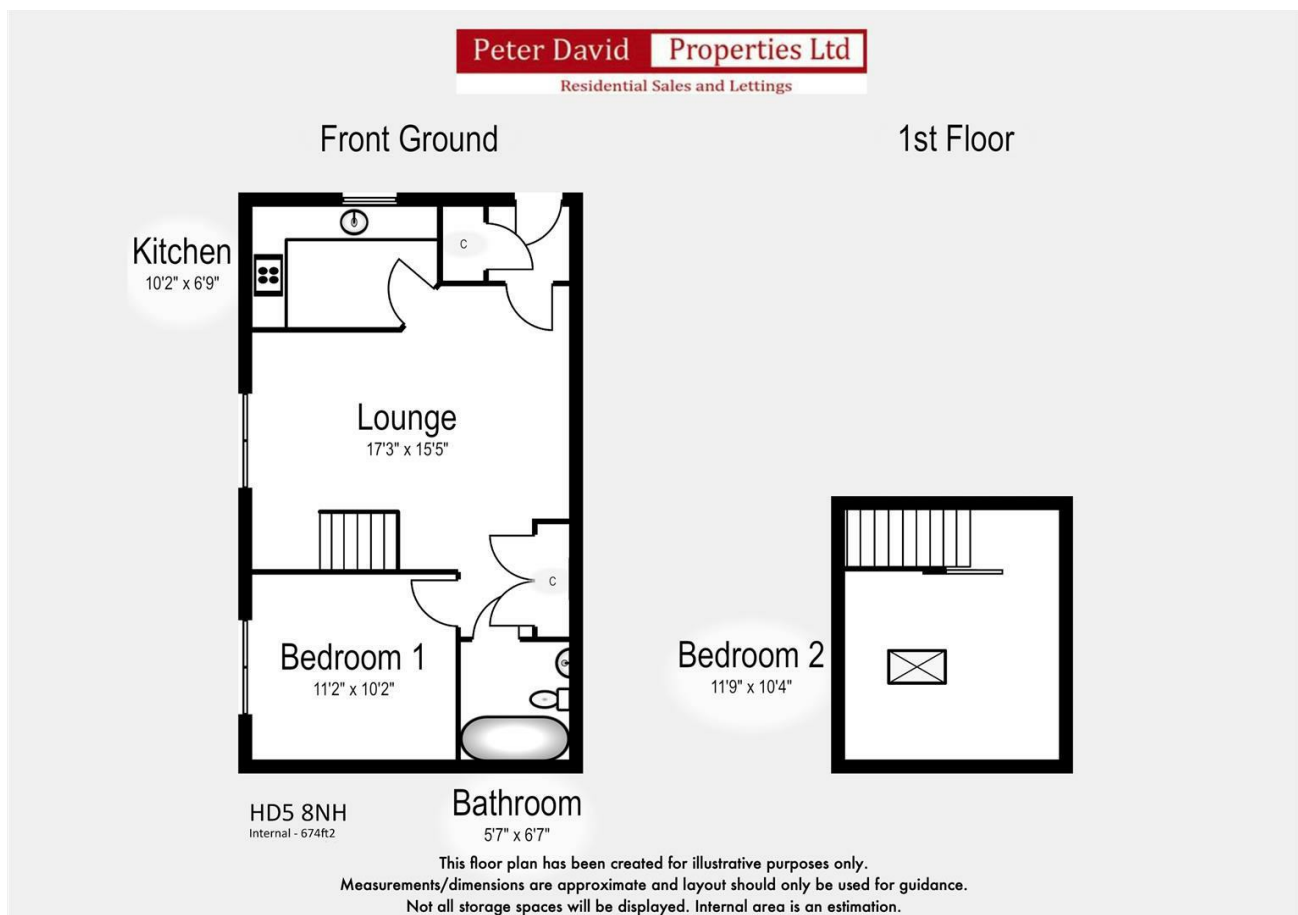 Peter David Properties Ltd
Residential Sales and Lettings
Front Ground
1st Floor
Kitchen
10'2" x 6'9"
C
Lounge
17'3" x 15'5"
C
Bedroom 1
11'2" x 10'2"
Bedroom 2
11'9" x 10'4"
Bathroom
5'7" x 6'7"
HD5 8NH
Internal - 674ft2
This floor plan has been created for illustrative purposes only.
Measurements/dimensions are approximate and layout should only be used for guidance.
Not all storage spaces will be displayed. Internal area is an estimation.